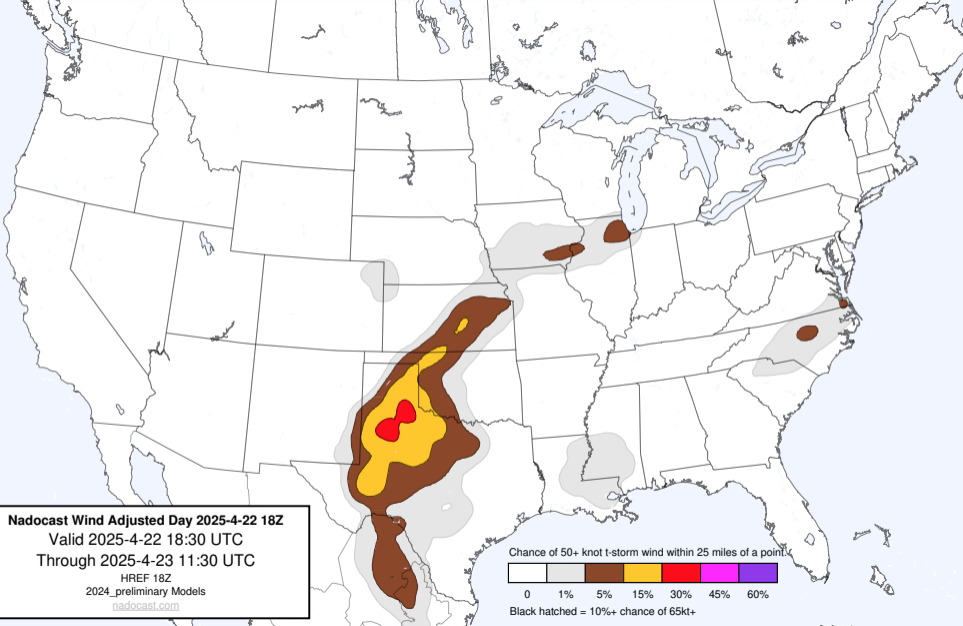 Nadocast Wind Adjusted Day 2025-4-22 18Z
Valid 2025-4-22 18:30 UTC
Through 2025-4-23 11:30 UTC
HREF 18Z
2024_preliminary Models
nadocast.com
Chance of 50+ knot t-storm wind within 25 miles of a point.
0 1% 5% 15% 30% 45% 60%
Black hatched = 10%+ chance of 65kt+